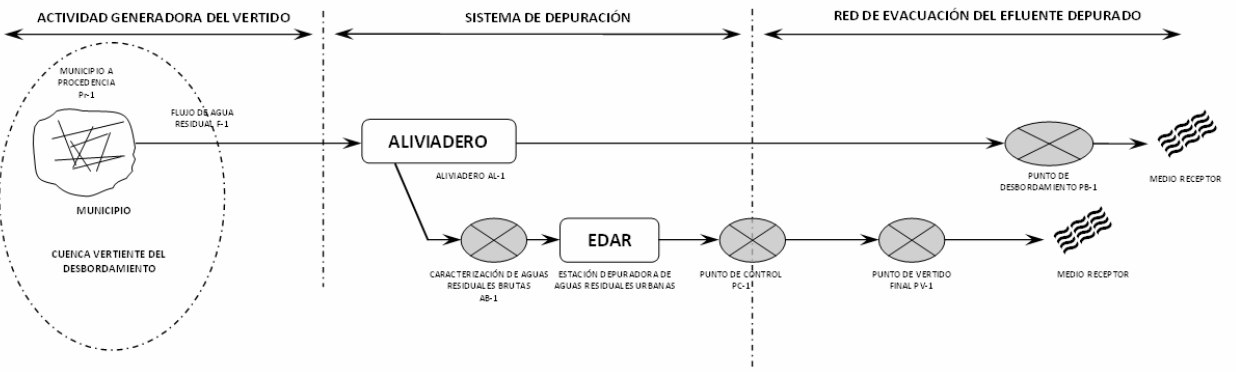 ACTIVIDAD GENERADORA DEL VERTIDO
SISTEMA DE DEPURACIÓN
RED DE EVACUACIÓN DEL EFLUENTE DEPURADO
MUNICIPIO A
PROCEDENCIA
Pr-1
FLUJO DE AGUA
RESIDUAL F-1
MUNICIPIO
CUENCA VERTIENTE DEL
DESBORDAMIENTO
ALIVIADERO
ALIVIADERO AL-1
PUNTO DE
DESBORDAMIENTO PB-1
MEDIO RECEPTOR
CARACTERIZACIÓN DE AGUAS
RESIDUALES BRUTAS
AB-1
EDAR
ESTACIÓN DEPURADORA DE
AGUAS RESIDUALES URBANAS
PUNTO DE CONTROL
PC-1
PUNTO DE VERTIDO
FINAL PV-1
MEDIO RECEPTOR